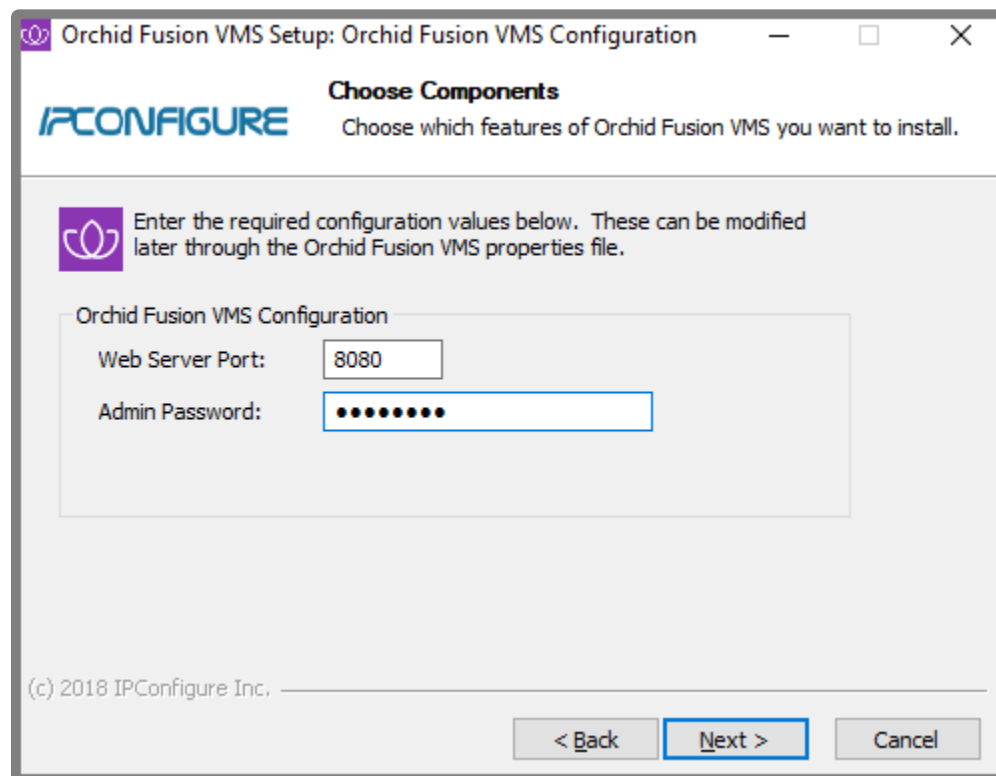 Orchid Fusion VMS Setup: Orchid Fusion VMS Configuration
IPCONFIGURE
Choose Components
Choose which features of Orchid Fusion VMS you want to install.
Enter the required configuration values below. These can be modified
later through the Orchid Fusion VMS properties file.
Orchid Fusion VMS Configuration
Web Server Port: 8080
Admin Password: ●●●●●●●●
(c) 2018 IPConfigure Inc.
< Back Next > Cancel